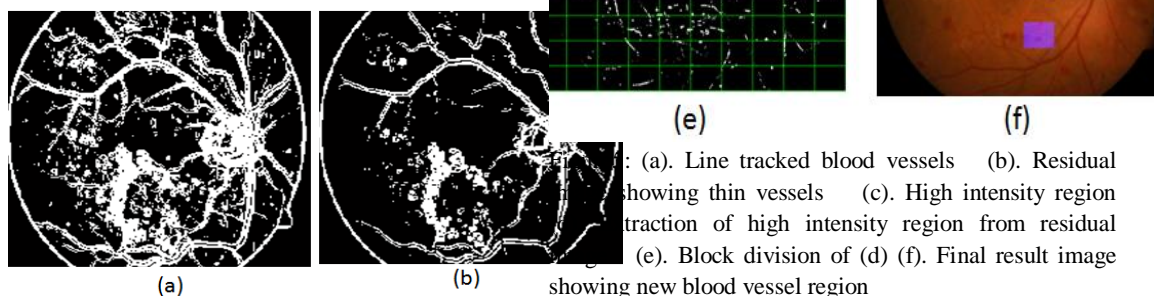 (a)
(b)
(e)
(f)
: (a). Line tracked blood vessels (b). Residual
showing thin vessels (c). High intensity region
of high intensity region from residual
(e). Block division of (d) (f). Final result image
showing new blood vessel region